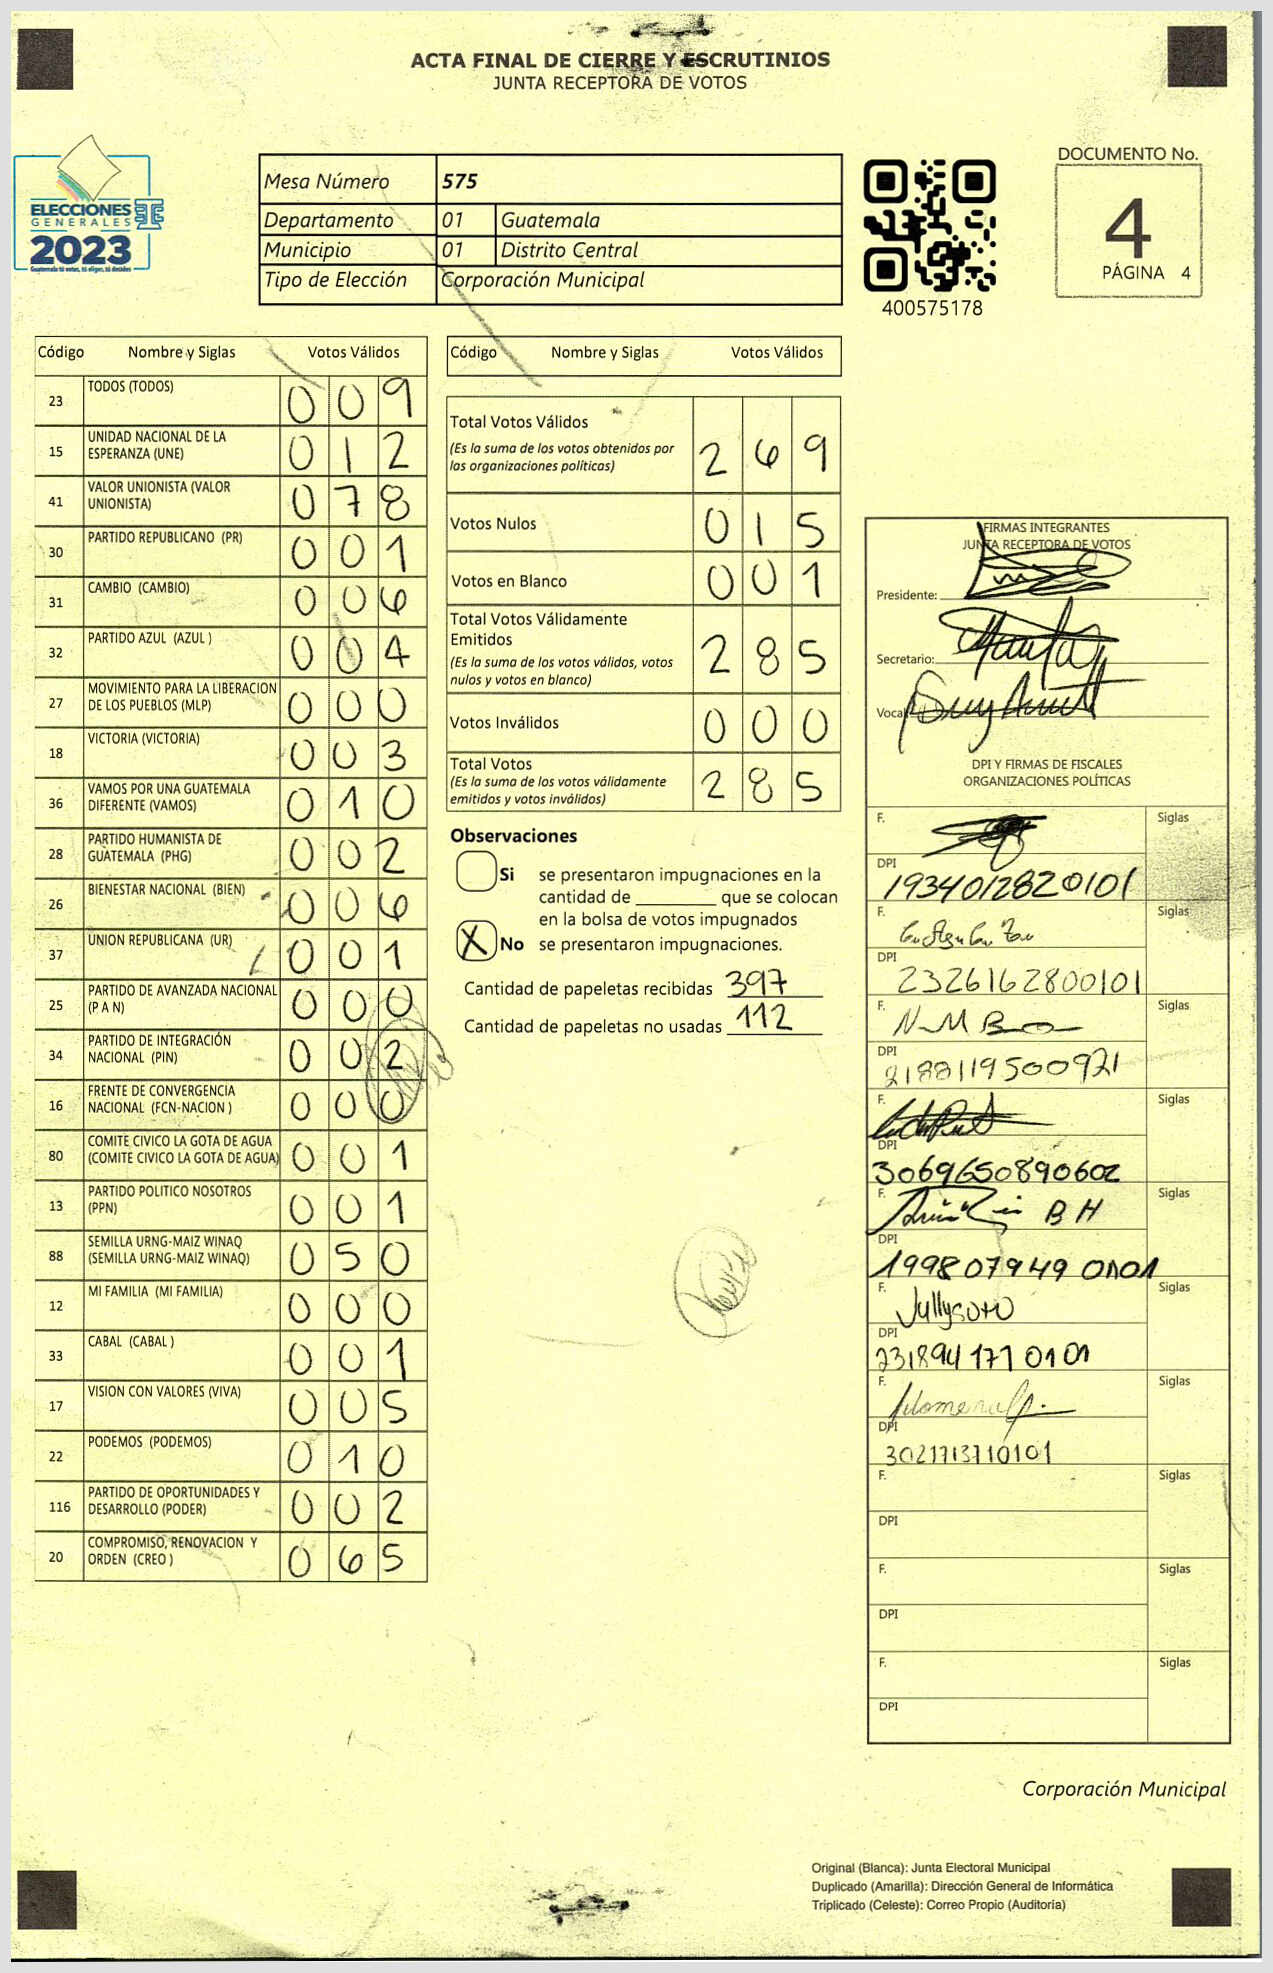 ACTA FINAL DE CIERRE Y ESCRUTINIOS
JUNTA RECEPTORA DE VOTOS
ELECCIONES
GENERALES
2023
Guatemala tú votas, tú eliges, tú decides
Mesa Número 575
Departamento 01 Guatemala
Municipio 01 Distrito Central
Tipo de Elección Corporación Municipal
400575178
DOCUMENTO No.
4
PÁGINA 4
Código Nombre y Siglas Votos Válidos
23 TODOS (TODOS) 0 0 9
15 UNIDAD NACIONAL DE LA
ESPERANZA (UNE) 0 1 2
41 VALOR UNIONISTA (VALOR
UNIONISTA) 0 7 8
30 PARTIDO REPUBLICANO (PR) 0 0 1
31 CAMBIO (CAMBIO) 0 0 6
32 PARTIDO AZUL (AZUL ) 0 0 4
27 MOVIMIENTO PARA LA LIBERACION
DE LOS PUEBLOS (MLP) 0 0 0
18 VICTORIA (VICTORIA) 0 0 3
36 VAMOS POR UNA GUATEMALA
DIFERENTE (VAMOS) 0 1 0
28 PARTIDO HUMANISTA DE
GUATEMALA (PHG) 0 0 2
26 BIENESTAR NACIONAL (BIEN) 0 0 6
37 UNION REPUBLICANA (UR) 0 0 1
25 PARTIDO DE AVANZADA NACIONAL
(P A N) 0 0 0
34 PARTIDO DE INTEGRACIÓN
NACIONAL (PIN) 0 0 2
16 FRENTE DE CONVERGENCIA
NACIONAL (FCN-NACION ) 0 0 0
80 COMITE CIVICO LA GOTA DE AGUA
(COMITE CIVICO LA GOTA DE AGUA) 0 0 1
13 PARTIDO POLITICO NOSOTROS
(PPN) 0 0 1
88 SEMILLA URNG-MAIZ WINAQ
(SEMILLA URNG-MAIZ WINAQ) 0 5 0
12 MI FAMILIA (MI FAMILIA) 0 0 0
33 CABAL (CABAL ) 0 0 1
17 VISION CON VALORES (VIVA) 0 0 5
22 PODEMOS (PODEMOS) 0 1 0
116 PARTIDO DE OPORTUNIDADES Y
DESARROLLO (PODER) 0 0 2
20 COMPROMISO, RENOVACION Y
ORDEN (CREO ) 0 6 5
Código Nombre y Siglas Votos Válidos
Total Votos Válidos
(Es la suma de los votos obtenidos por
las organizaciones políticas) 2 6 9
Votos Nulos 0 1 5
Votos en Blanco 0 0 1
Total Votos Válidamente
Emitidos
(Es la suma de los votos válidos, votos
nulos y votos en blanco) 2 8 5
Votos Inválidos 0 0 0
Total Votos
(Es la suma de los votos válidamente
emitidos y votos inválidos) 2 8 5
Observaciones
Si se presentaron impugnaciones en la
cantidad de ________ que se colocan
en la bolsa de votos impugnados
X No se presentaron impugnaciones.
Cantidad de papeletas recibidas 397
Cantidad de papeletas no usadas 112
FIRMAS INTEGRANTES
JUNTA RECEPTORA DE VOTOS
Presidente:
Secretario:
Vocal:
DPI Y FIRMAS DE FISCALES
ORGANIZACIONES POLÍTICAS
F. Siglas
DPI
1934012820101
F. Siglas
DPI
2326162800101
F. Siglas
DPI
2188119500921
F. Siglas
DPI
3069650890602
F. B H Siglas
DPI
199807949 0101
F. Jullysoto Siglas
DPI
231894 171 0101
F. Siglas
DPI
3021713710101
F. Siglas
DPI
F. Siglas
DPI
F. Siglas
DPI
Corporación Municipal
Original (Blanca): Junta Electoral Municipal
Duplicado (Amarilla): Dirección General de Informática
Triplicado (Celeste): Correo Propio (Auditoría)